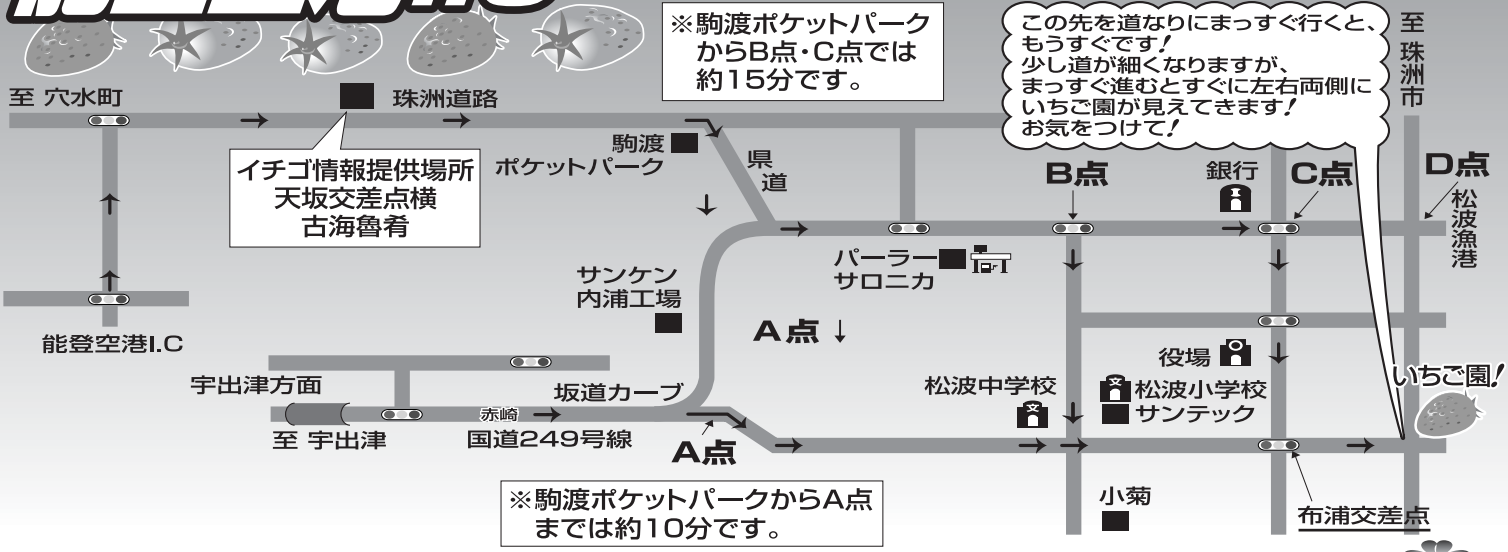 ※駒渡ポケットパーク
からB点・C点では
約15分です。
この先を道なりにまっすぐ行くと、
もうすぐです!
少し道が細くなりますが、
まっすぐ進むとすぐに左右両側に
いちご園が見えてきます!
お気をつけて!
至 珠洲市
至 穴水町
珠洲道路
イチゴ情報提供場所
天坂交差点横
古海魯肴
駒渡
ポケットパーク
県道
B点
銀行
C点
D点
松波漁港
パーラー
サロニカ
サンケン
内浦工場
A点
能登空港I.C
役場
いちご園!
宇出津方面
坂道カーブ
松波中学校
文
文
松波小学校
サンテック
赤崎
至 宇出津
国道249号線
A点
※駒渡ポケットパークからA点
までは約10分です。
小菊
布浦交差点